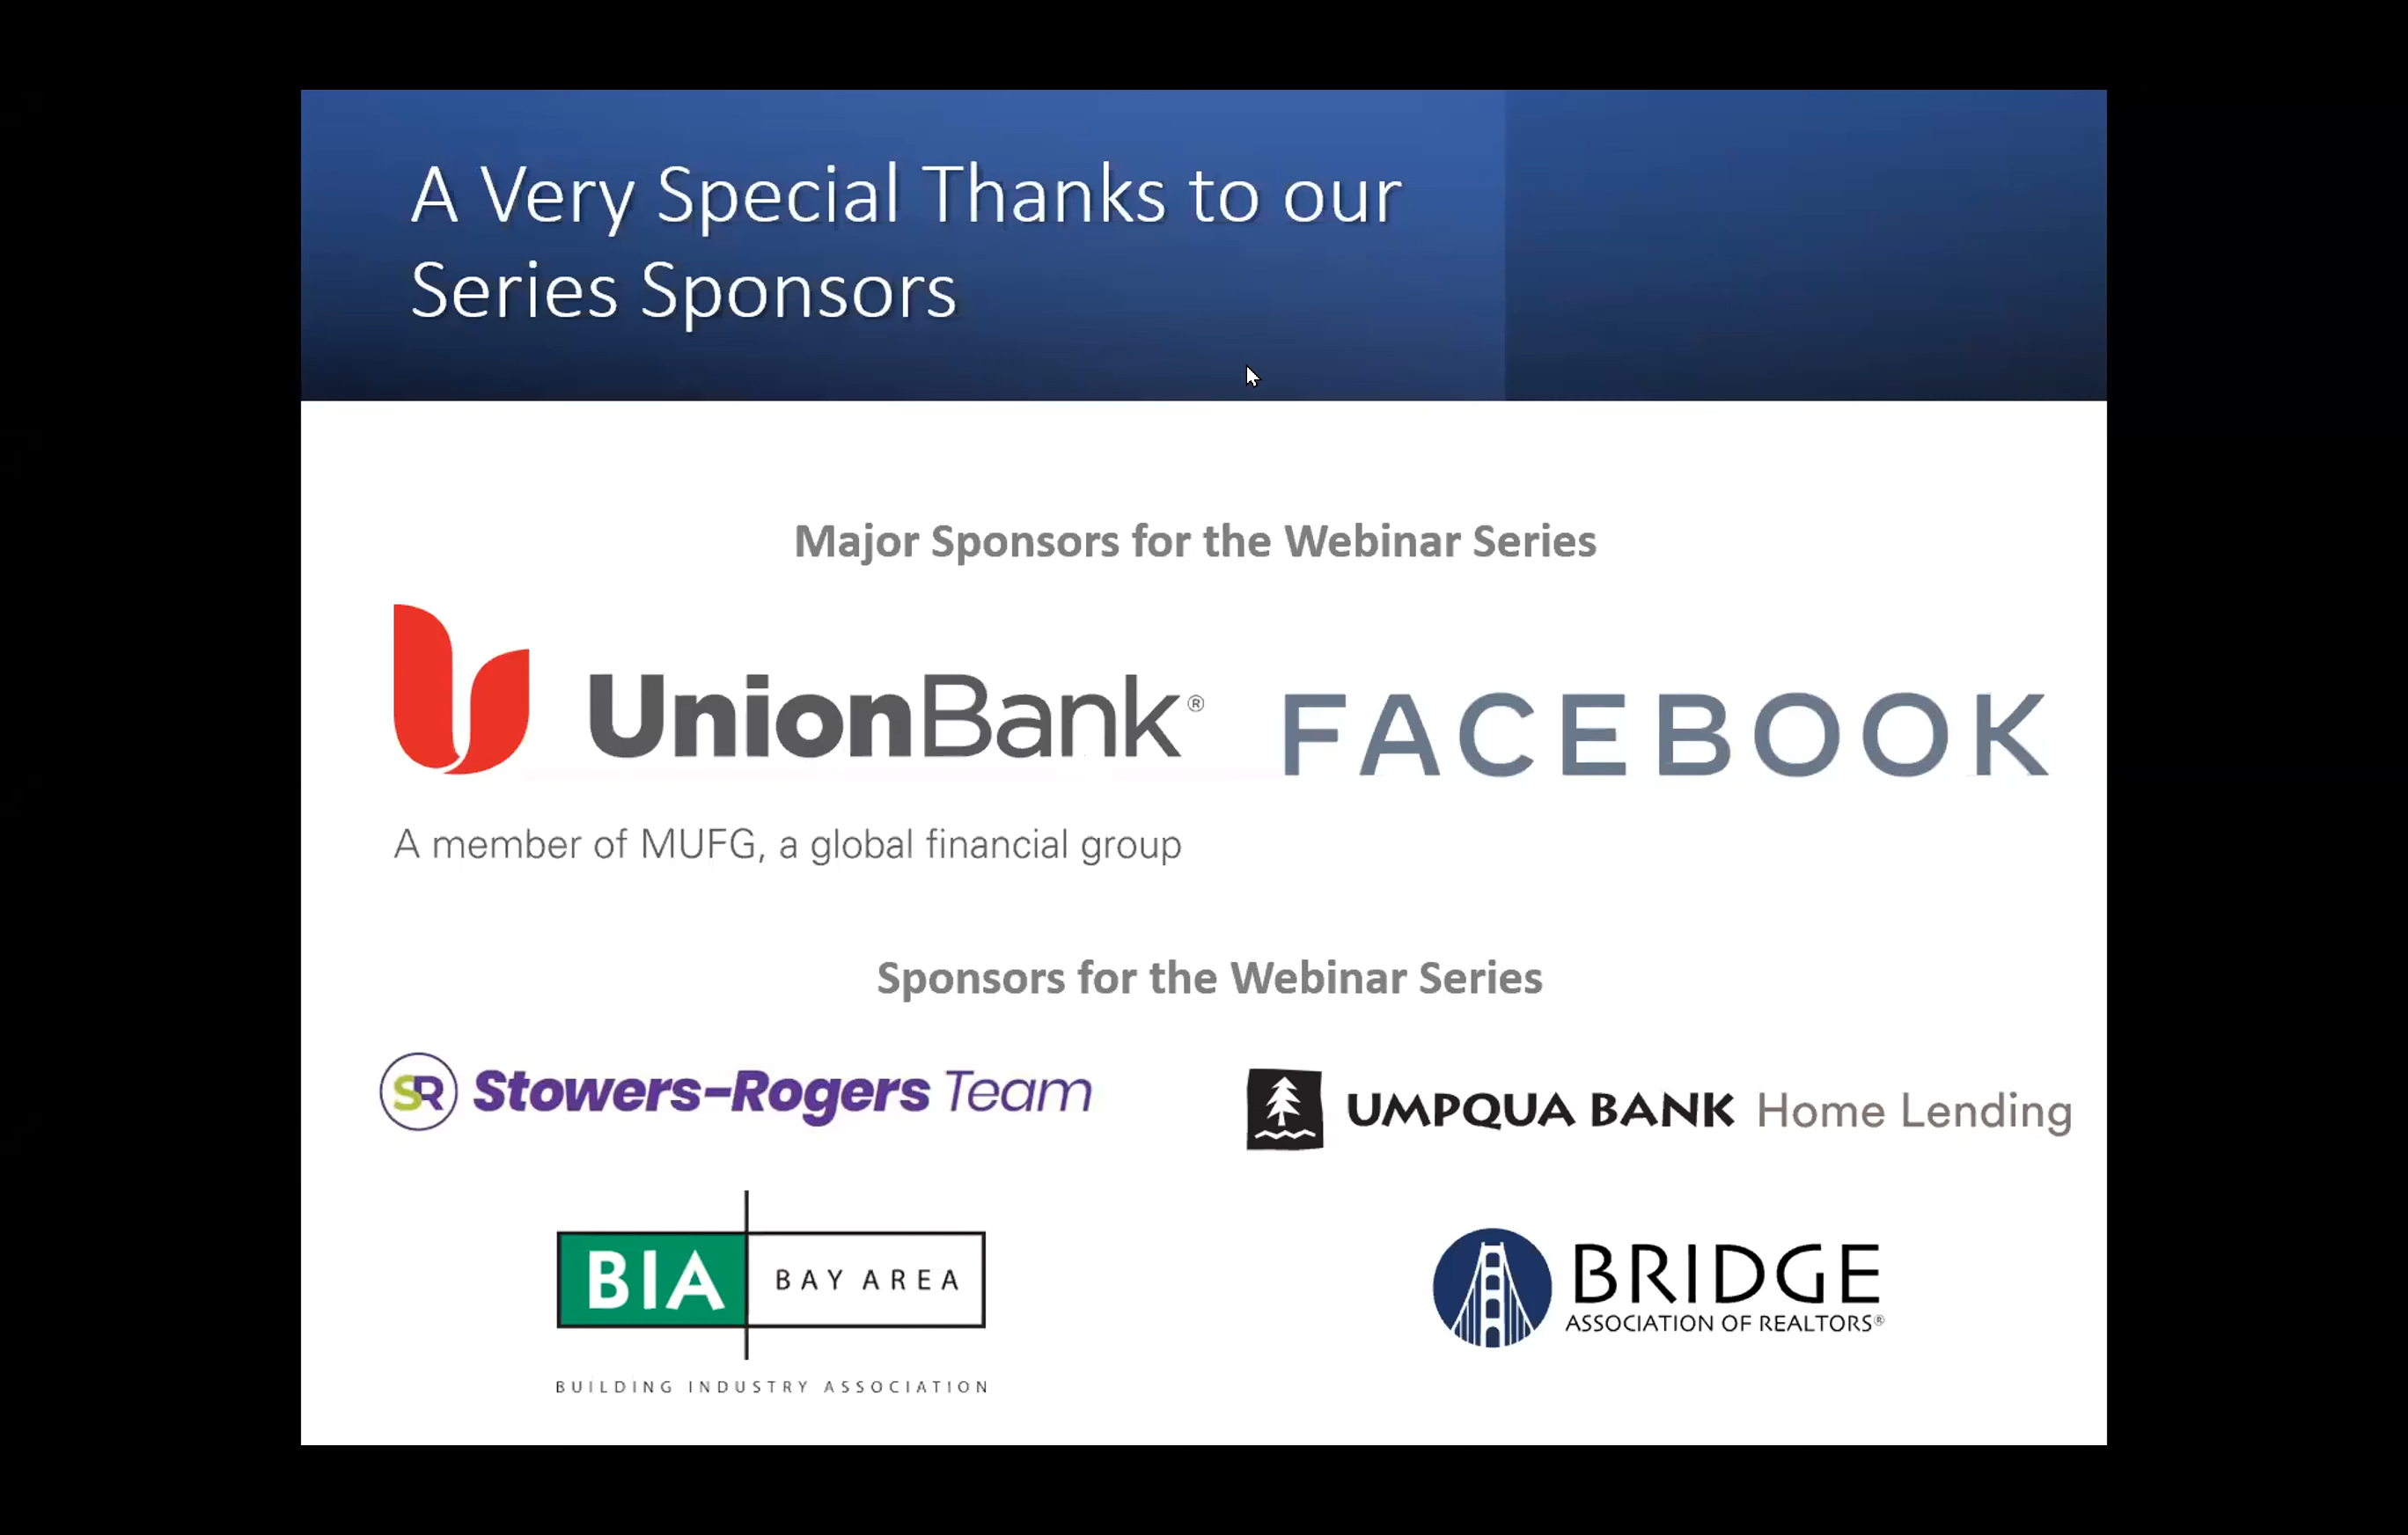 A Very Special Thanks to our
Series Sponsors
Major Sponsors for the Webinar Series
UnionBank®
FACEBOOK
A member of MUFG, a global financial group
Sponsors for the Webinar Series
SR Stowers-Rogers Team
UMPQUA BANK Home Lending
BIA BAY AREA
BUILDING INDUSTRY ASSOCIATION
BRIDGE
ASSOCIATION OF REALTORS®